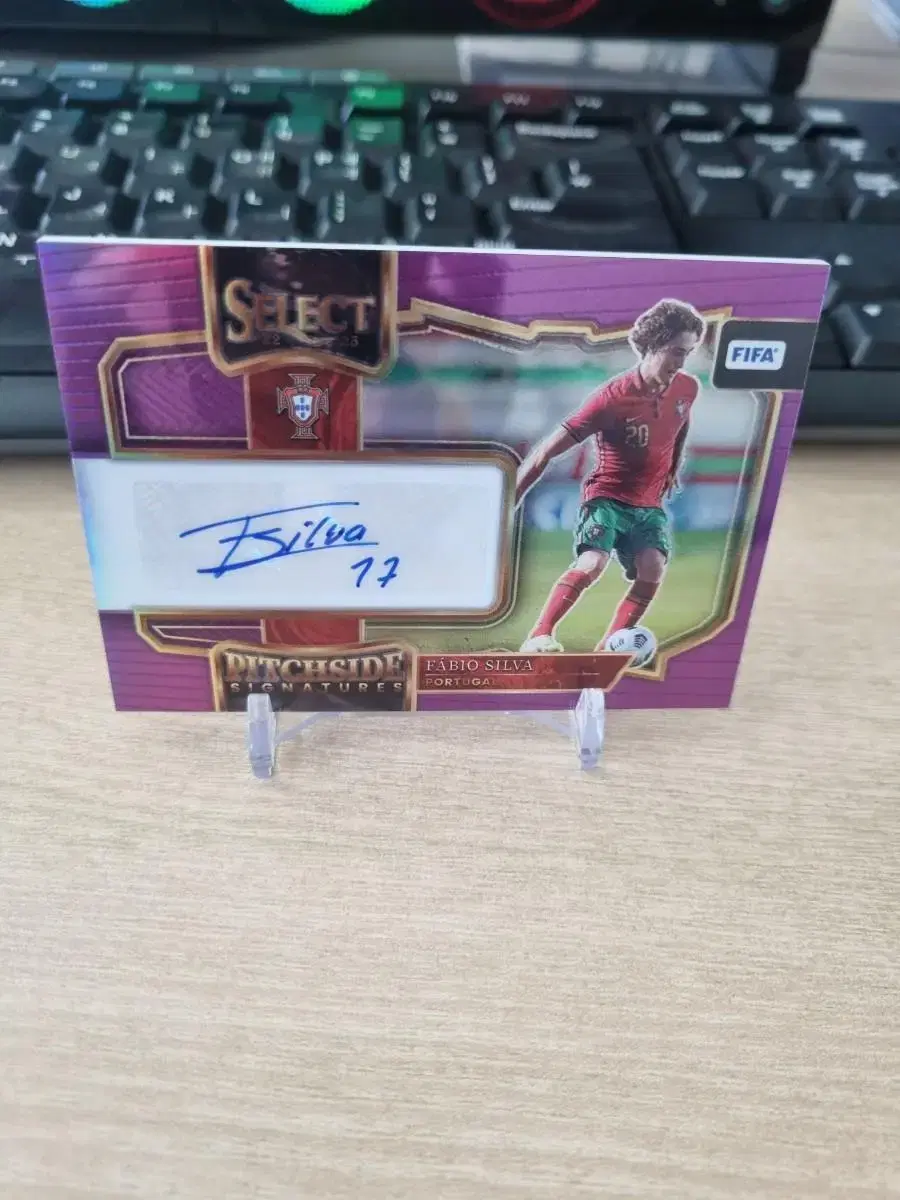 SELECT
22 23
FIFA
20
FSilva
17
PITCHSIDE
SIGNATURES
FÁBIO SILVA
PORTUGAL